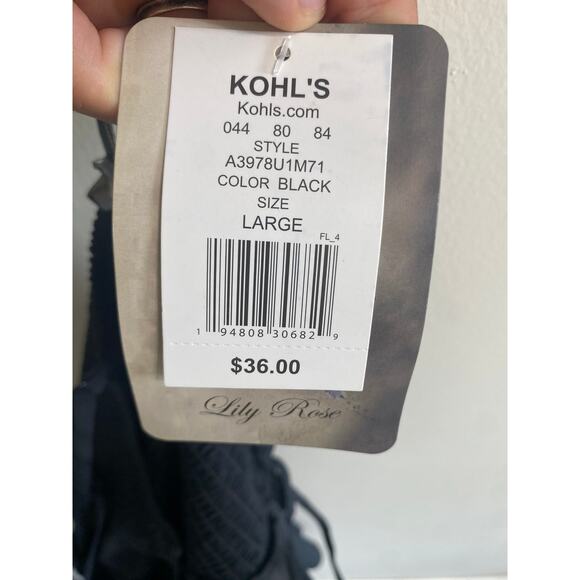 KOHL'S
Kohls.com
044 80 84
STYLE
A3978U1M71
COLOR BLACK
SIZE
LARGE
FL_4
1 94808 30682 9
$36.00
Lily Rose